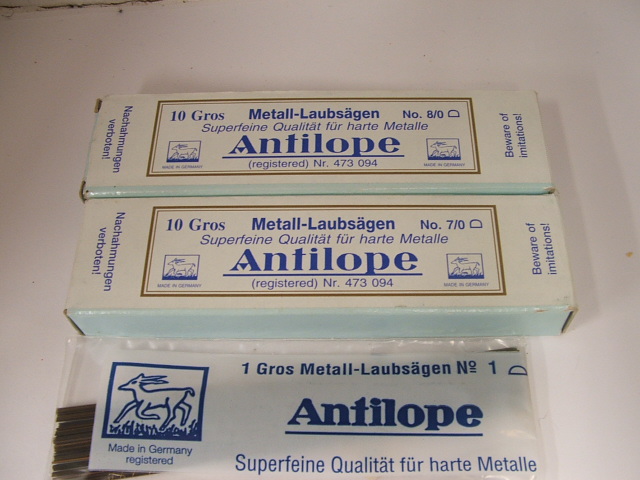 Nachahmungen
verboten!
10 Gros Metall-Laubsägen No. 8/0 D
Superfeine Qualität für harte Metalle
Antilope
MADE IN GERMANY
(registered) Nr. 473 094
MADE IN GERMANY
Beware of
imitations!
Nachahmungen
verboten!
10 Gros Metall-Laubsägen No. 7/0 D
Superfeine Qualität für harte Metalle
Antilope
MADE IN GERMANY
(registered) Nr. 473 094
MADE IN GERMANY
Beware of
imitations!
1 Gros Metall-Laubsägen No 1 D
Antilope
Made in Germany
registered
Superfeine Qualität für harte Metalle